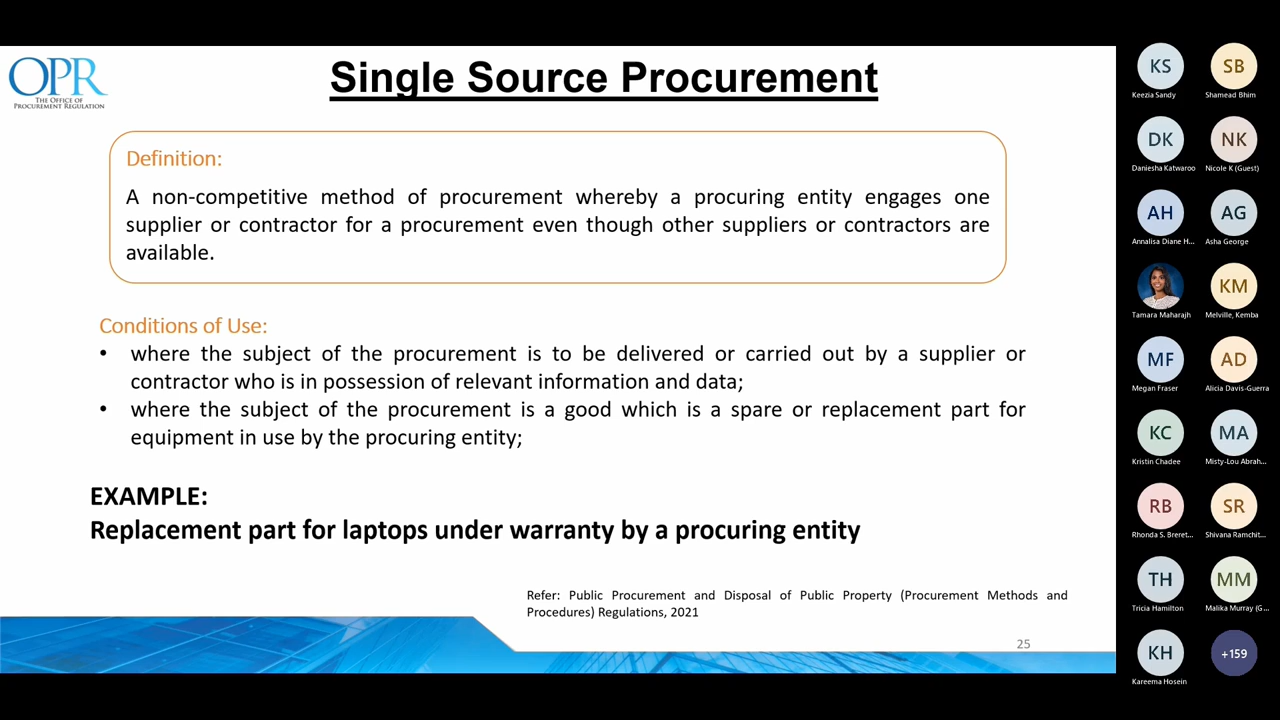 OPR
THE OFFICE OF
PROCUREMENT REGULATION
Single Source Procurement
Definition:
A non-competitive method of procurement whereby a procuring entity engages one
supplier or contractor for a procurement even though other suppliers or contractors are
available.
Conditions of Use:
• where the subject of the procurement is to be delivered or carried out by a supplier or
contractor who is in possession of relevant information and data;
• where the subject of the procurement is a good which is a spare or replacement part for
equipment in use by the procuring entity;
EXAMPLE:
Replacement part for laptops under warranty by a procuring entity
Refer: Public Procurement and Disposal of Public Property (Procurement Methods and
Procedures) Regulations, 2021
25
KS SB
Keezia Sandy Shamead Bhim
DK NK
Daniesha Katwaroo Nicole K (Guest)
AH AG
Annalisa Diane H... Asha George
KM
Tamara Maharajh Melville, Kemba
MF AD
Megan Fraser Alicia Davis-Guerra
KC MA
Kristin Chadee Misty-Lou Abrah...
RB SR
Rhonda S. Breret... Shivana Ramchit...
TH MM
Tricia Hamilton Malika Murray (G...
KH +159
Kareema Hosein